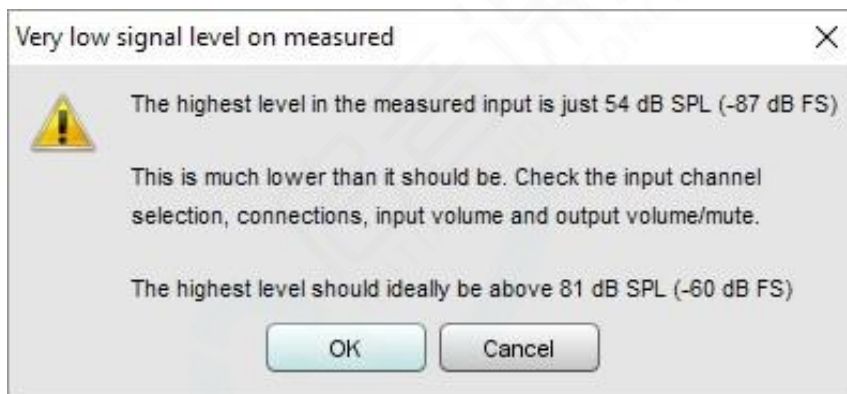 Very low signal level on measured
The highest level in the measured input is just 54 dB SPL (-87 dB FS)
This is much lower than it should be. Check the input channel
selection, connections, input volume and output volume/mute.
The highest level should ideally be above 81 dB SPL (-60 dB FS)
OK Cancel